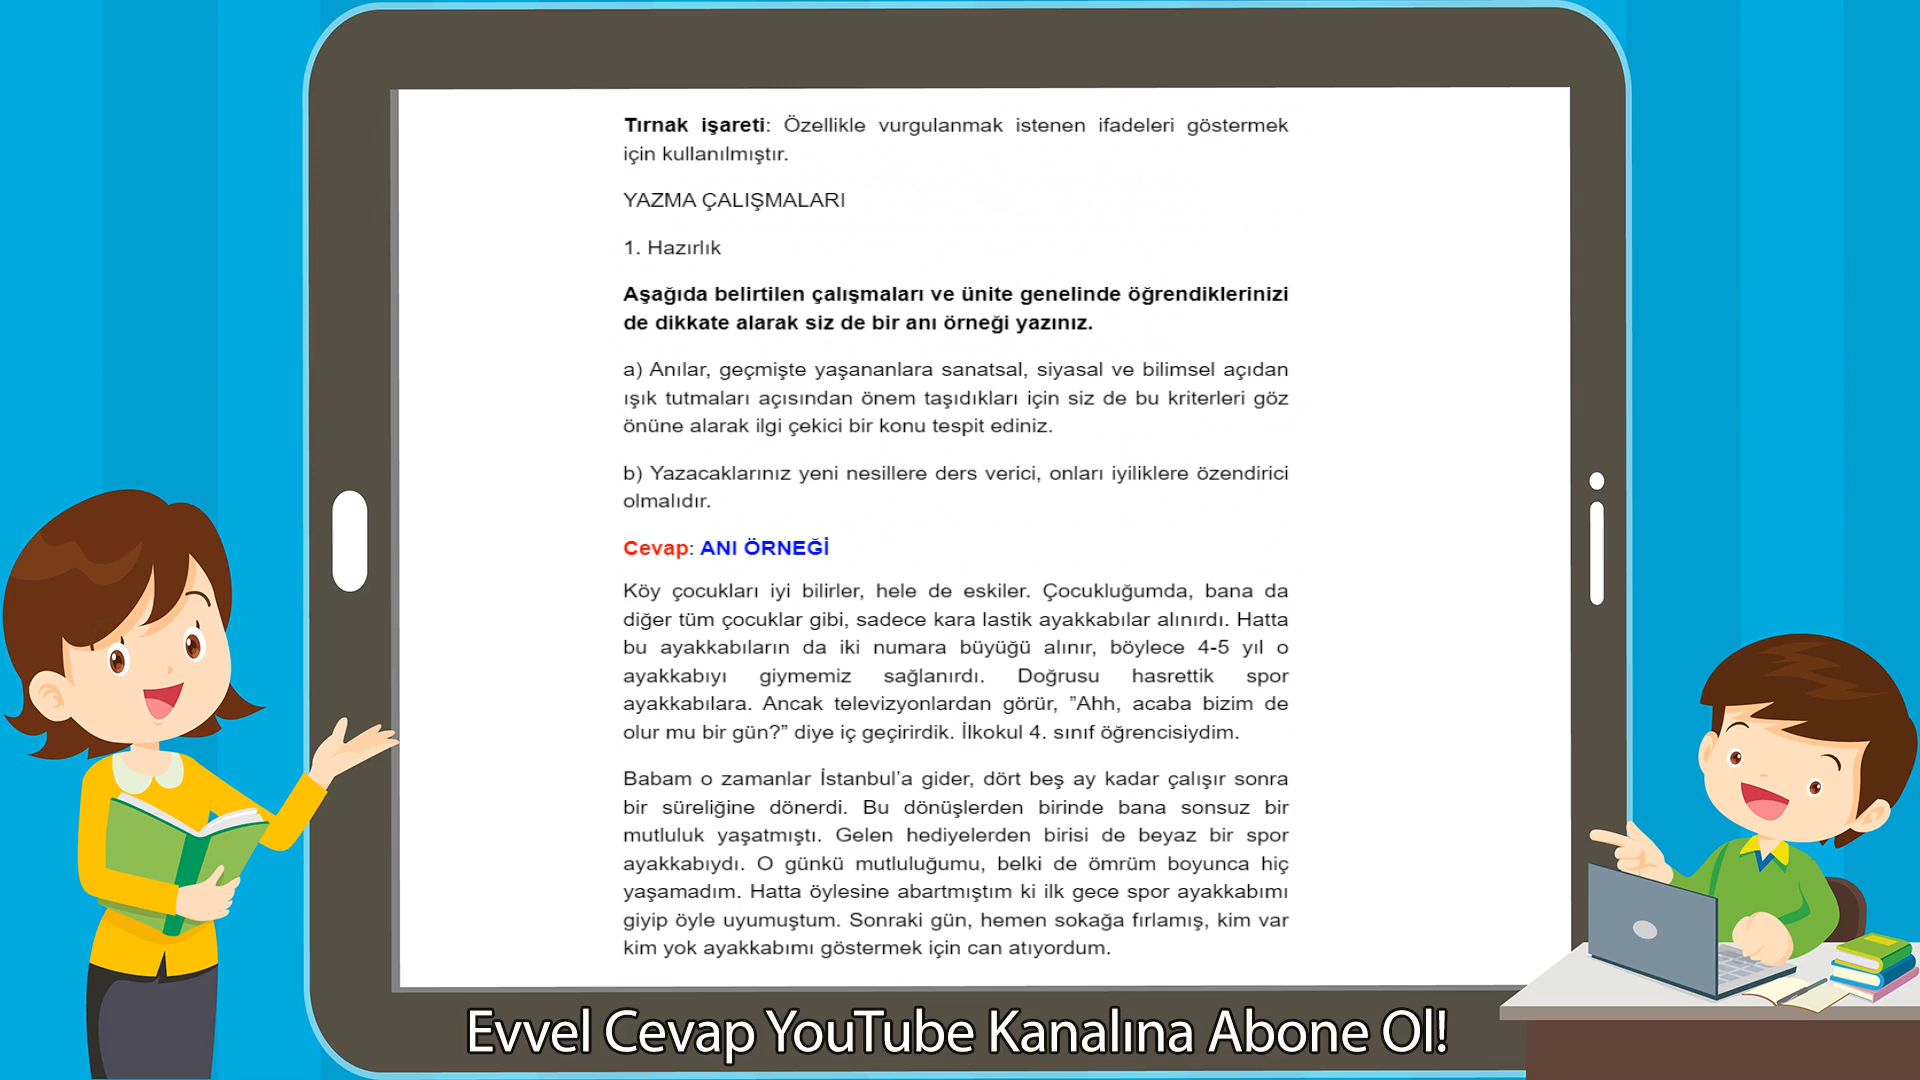 Tırnak işareti: Özellikle vurgulanmak istenen ifadeleri göstermek
için kullanılmıştır.
YAZMA ÇALIŞMALARI
1. Hazırlık
Aşağıda belirtilen çalışmaları ve ünite genelinde öğrendiklerinizi
de dikkate alarak siz de bir anı örneği yazınız.
a) Anılar, geçmişte yaşananlara sanatsal, siyasal ve bilimsel açıdan
ışık tutmaları açısından önem taşıdıkları için siz de bu kriterleri göz
önüne alarak ilgi çekici bir konu tespit ediniz.
b) Yazacaklarınız yeni nesillere ders verici, onları iyiliklere özendirici
olmalıdır.
Cevap: ANI ÖRNEĞİ
Köy çocukları iyi bilirler, hele de eskiler. Çocukluğumda, bana da
diğer tüm çocuklar gibi, sadece kara lastik ayakkabılar alınırdı. Hatta
bu ayakkabıların da iki numara büyüğü alınır, böylece 4-5 yıl o
ayakkabıyı giymemiz sağlanırdı. Doğrusu hasrettik spor
ayakkabılara. Ancak televizyonlardan görür, ”Ahh, acaba bizim de
olur mu bir gün?” diye iç geçirirdik. İlkokul 4. sınıf öğrencisiydim.
Babam o zamanlar İstanbul’a gider, dört beş ay kadar çalışır sonra
bir süreliğine dönerdi. Bu dönüşlerden birinde bana sonsuz bir
mutluluk yaşatmıştı. Gelen hediyelerden birisi de beyaz bir spor
ayakkabıydı. O günkü mutluluğumu, belki de ömrüm boyunca hiç
yaşamadım. Hatta öylesine abartmıştım ki ilk gece spor ayakkabımı
giyip öyle uyumuştum. Sonraki gün, hemen sokağa fırlamış, kim var
kim yok ayakkabımı göstermek için can atıyordum.
Evvel Cevap YouTube Kanalına Abone Ol!